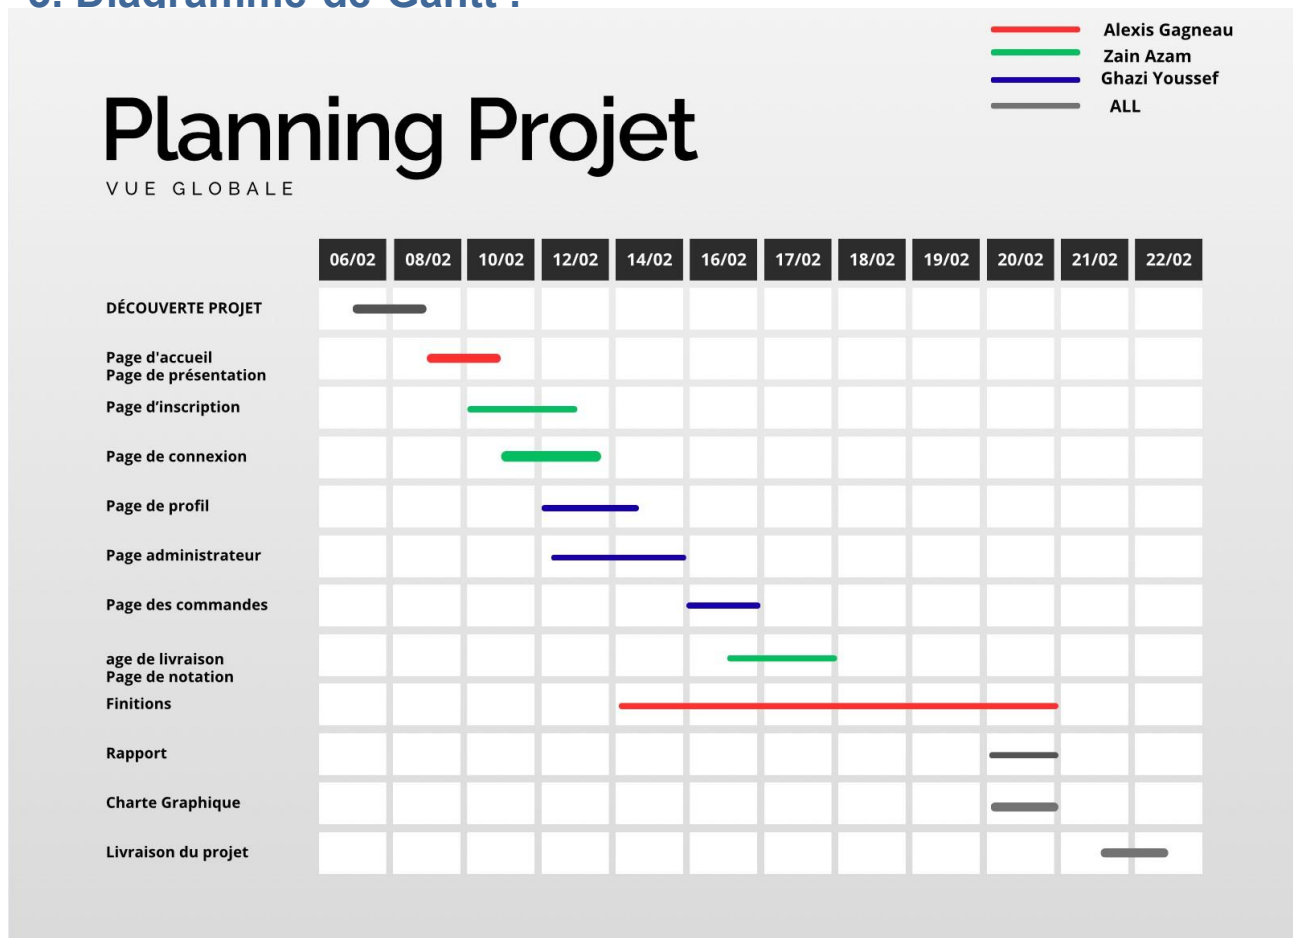 Diagramme de Gantt :
Alexis Gagneau
Zain Azam
Ghazi Youssef
ALL
Planning Projet
VUE GLOBALE
06/02 08/02 10/02 12/02 14/02 16/02 17/02 18/02 19/02 20/02 21/02 22/02
DÉCOUVERTE PROJET
Page d'accueil
Page de présentation
Page d’inscription
Page de connexion
Page de profil
Page administrateur
Page des commandes
age de livraison
Page de notation
Finitions
Rapport
Charte Graphique
Livraison du projet